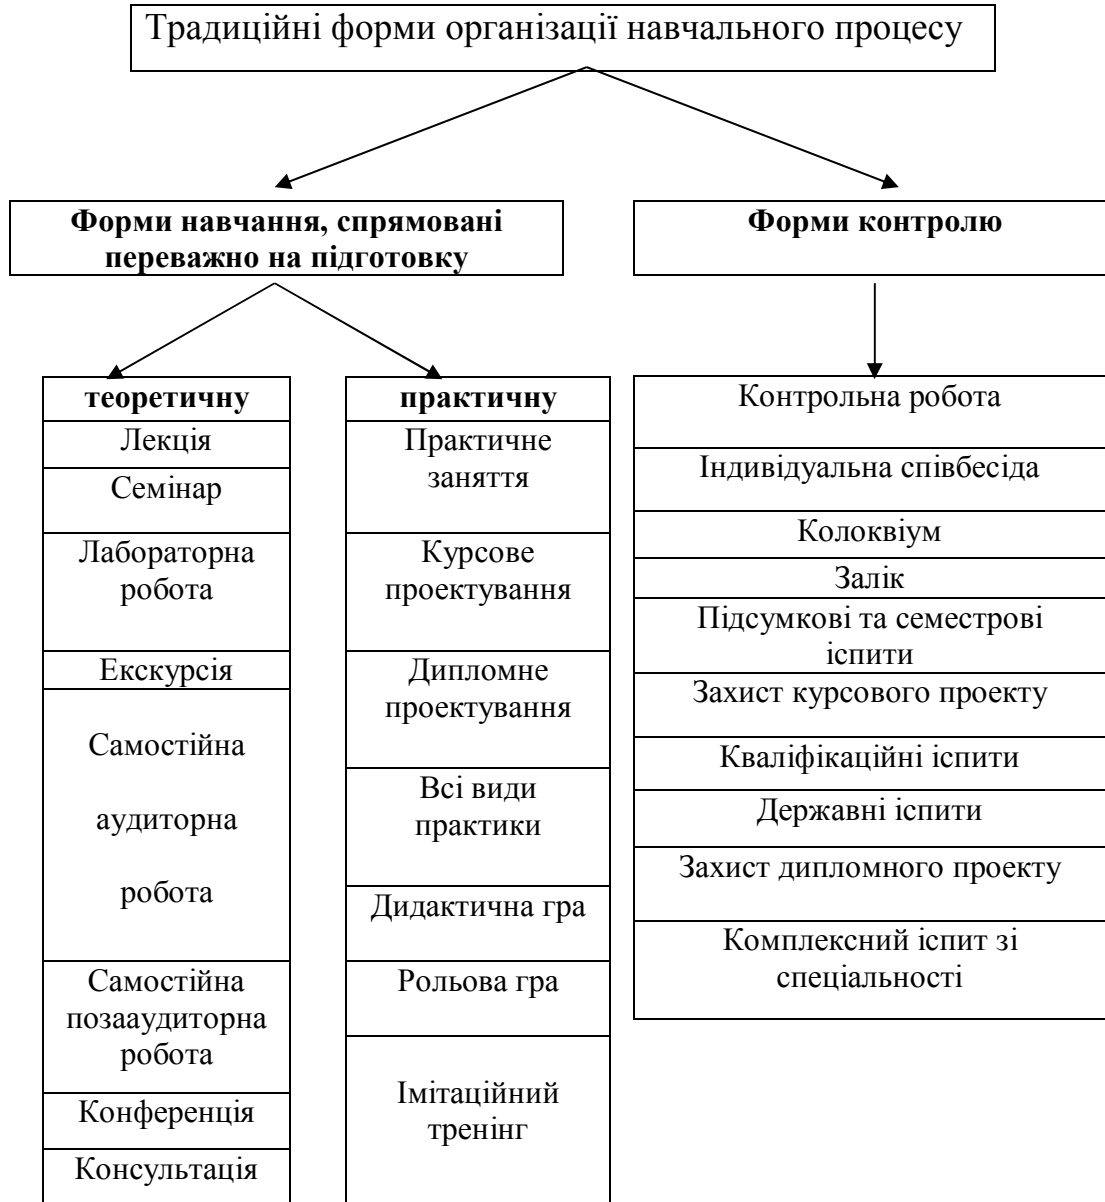 Традиційні форми організації навчального процесу
Форми навчання, спрямовані
переважно на підготовку
Форми контролю
теоретичну
Лекція
Семінар
Лабораторна
робота
Екскурсія
Самостійна
аудиторна
робота
Самостійна
позааудиторна
робота
Конференція
Консультація
практичну
Практичне
заняття
Курсове
проектування
Дипломне
проектування
Всі види
практики
Дидактична гра
Рольова гра
Імітаційний
тренінг
Контрольна робота
Індивідуальна співбесіда
Колоквіум
Залік
Підсумкові та семестрові
іспити
Захист курсового проекту
Кваліфікаційні іспити
Державні іспити
Захист дипломного проекту
Комплексний іспит зі
спеціальності